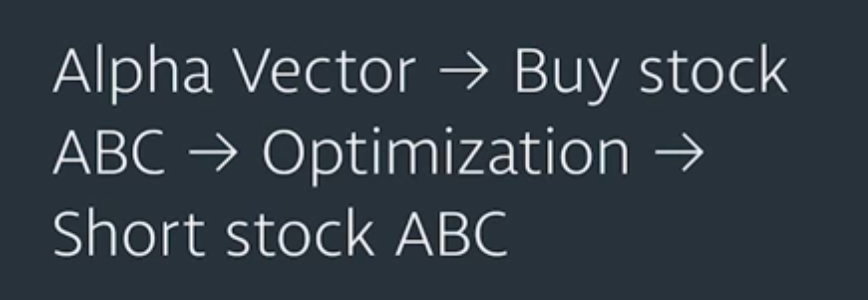 Alpha Vector → Buy stock
ABC → Optimization →
Short stock ABC